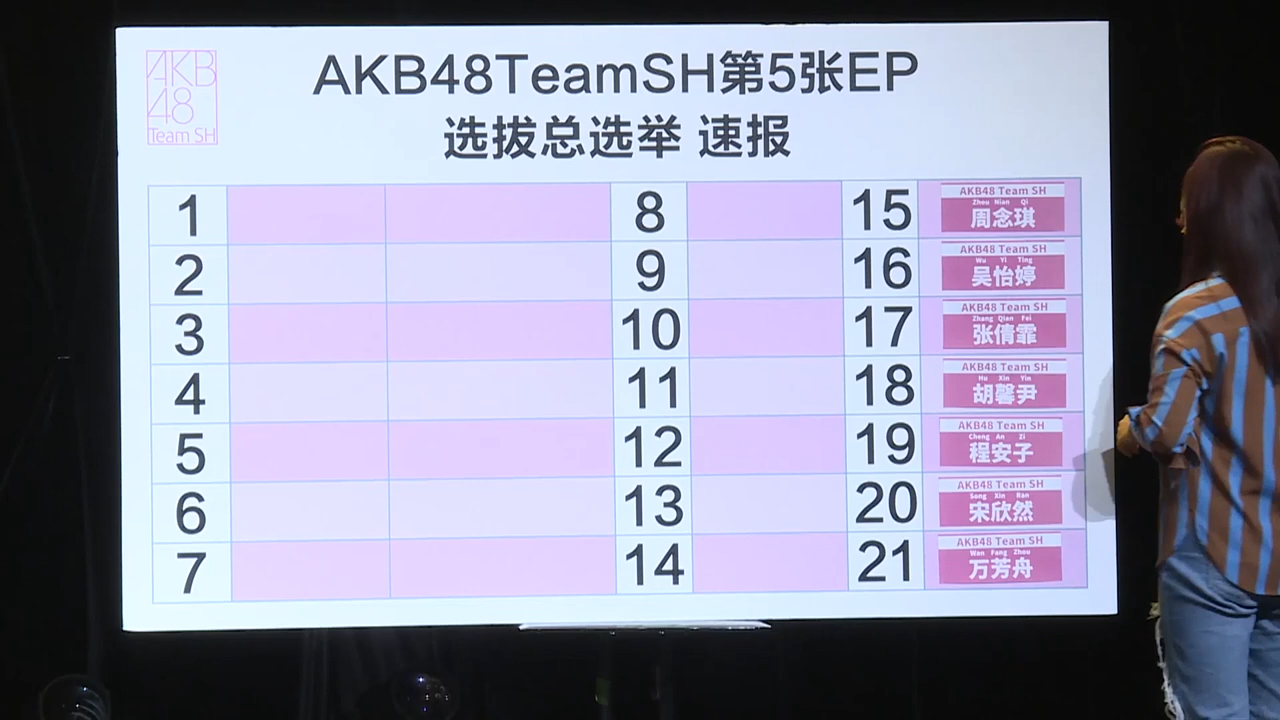 AKB
48
Team SH
AKB48TeamSH第5张EP
选拔总选举 速报
1
2
3
4
5
6
7
8
9
10
11
12
13
14
15
AKB48 Team SH
Zhou Nian Qi
周念琪
16
AKB48 Team SH
Wu Yi Ting
吴怡婷
17
AKB48 Team SH
Zhang Qian Fei
张倩霏
18
AKB48 Team SH
Hu Xin Yin
胡馨尹
19
AKB48 Team SH
Cheng An Zi
程安子
20
AKB48 Team SH
Song Xin Ran
宋欣然
21
AKB48 Team SH
Wan Fang Zhou
万芳舟